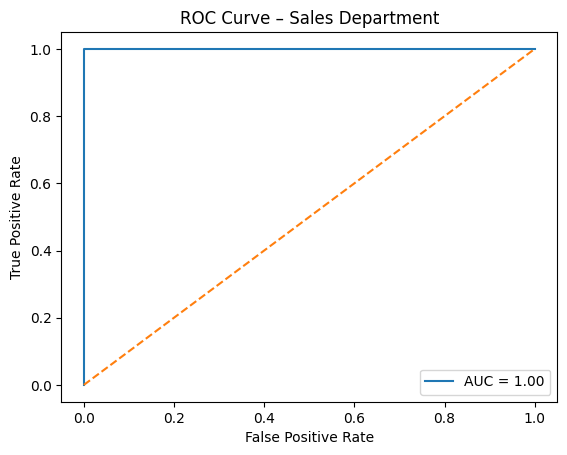 ROC Curve – Sales Department
True Positive Rate
1.0
0.8
0.6
0.4
0.2
0.0
AUC = 1.00
0.0 0.2 0.4 0.6 0.8 1.0
False Positive Rate